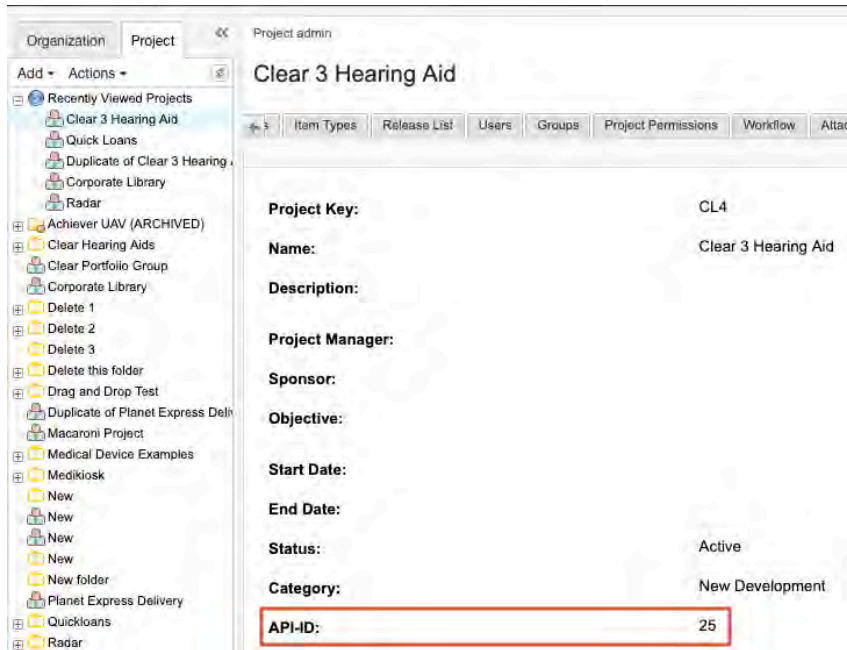 Organization
Project
Add
Actions
Recently Viewed Projects
Clear 3 Hearing Aid
Quick Loans
Duplicate of Clear 3 Hearing
Corporate Library
Radar
Achiever UAV (ARCHIVED)
Clear Hearing Aids
Clear Portfolio Group
Corporate Library
Delete 1
Delete 2
Delete 3
Delete this folder
Drag and Drop Test
Duplicate of Planet Express
Macaroni Project
Medical Device Examples
Medikiosk
New
New
New
New
New folder
Planet Express Delivery
Quickloans
Radar
Project admin
Clear 3 Hearing Aid
s Item Types Release List Users Groups Project Permissions Workflow
Project Key: CL4
Name: Clear 3 Hearing Aid
Description:
Project Manager:
Sponsor:
Objective:
Start Date:
End Date:
Status: Active
Category: New Development
API-ID: 25